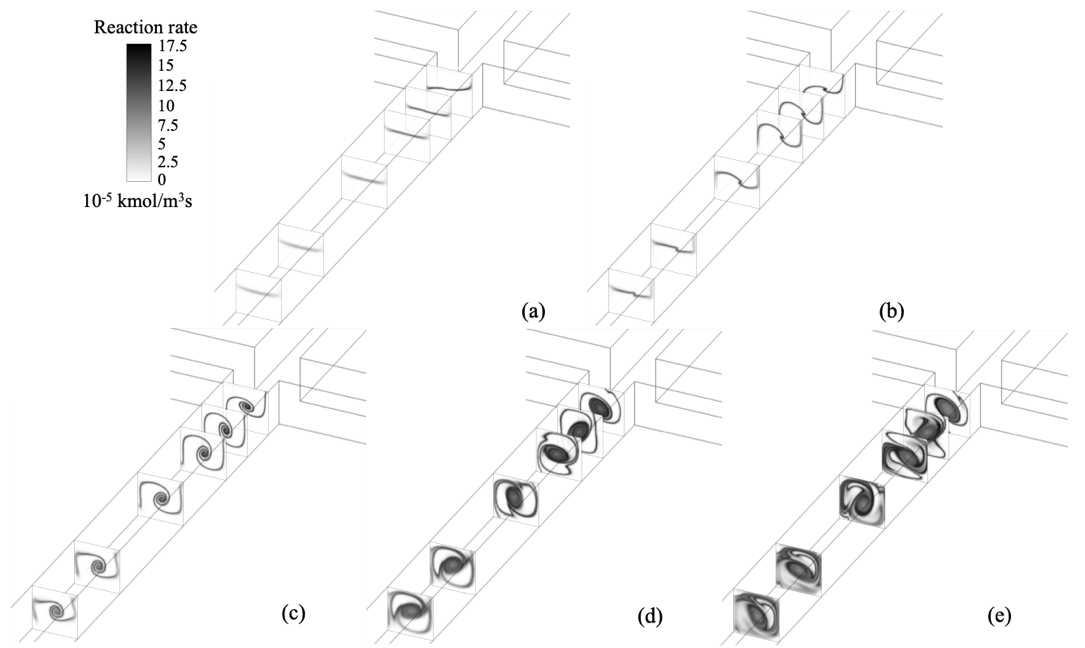 Reaction rate
17.5
15
12.5
10
7.5
5
2.5
0
10⁻⁵ kmol/m³s
(a)
(b)
(c)
(d)
(e)